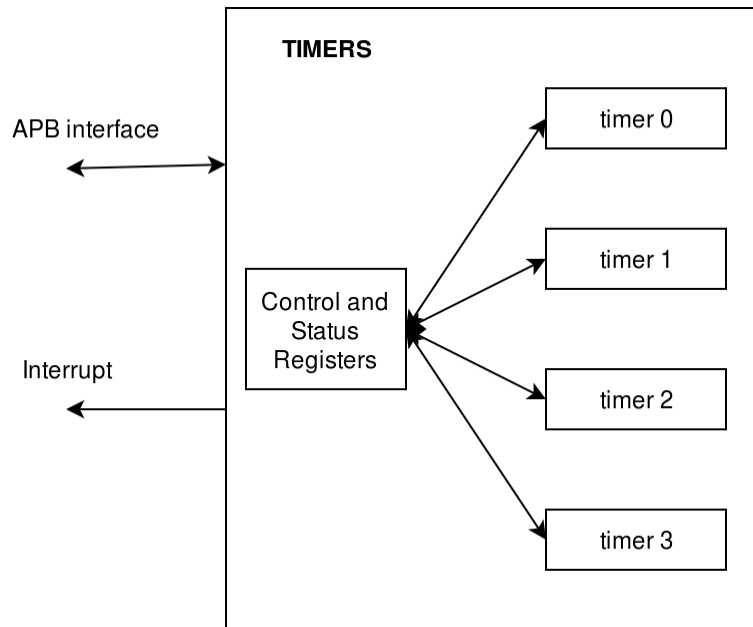 TIMERS
APB interface
timer 0
timer 1
Control and
Status
Registers
Interrupt
timer 2
timer 3